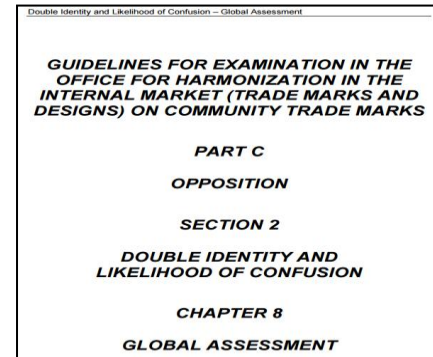 Double Identity and Likelihood of Confusion – Global Assessment
GUIDELINES FOR EXAMINATION IN THE
OFFICE FOR HARMONIZATION IN THE
INTERNAL MARKET (TRADE MARKS AND
DESIGNS) ON COMMUNITY TRADE MARKS
PART C
OPPOSITION
SECTION 2
DOUBLE IDENTITY AND
LIKELIHOOD OF CONFUSION
CHAPTER 8
GLOBAL ASSESSMENT